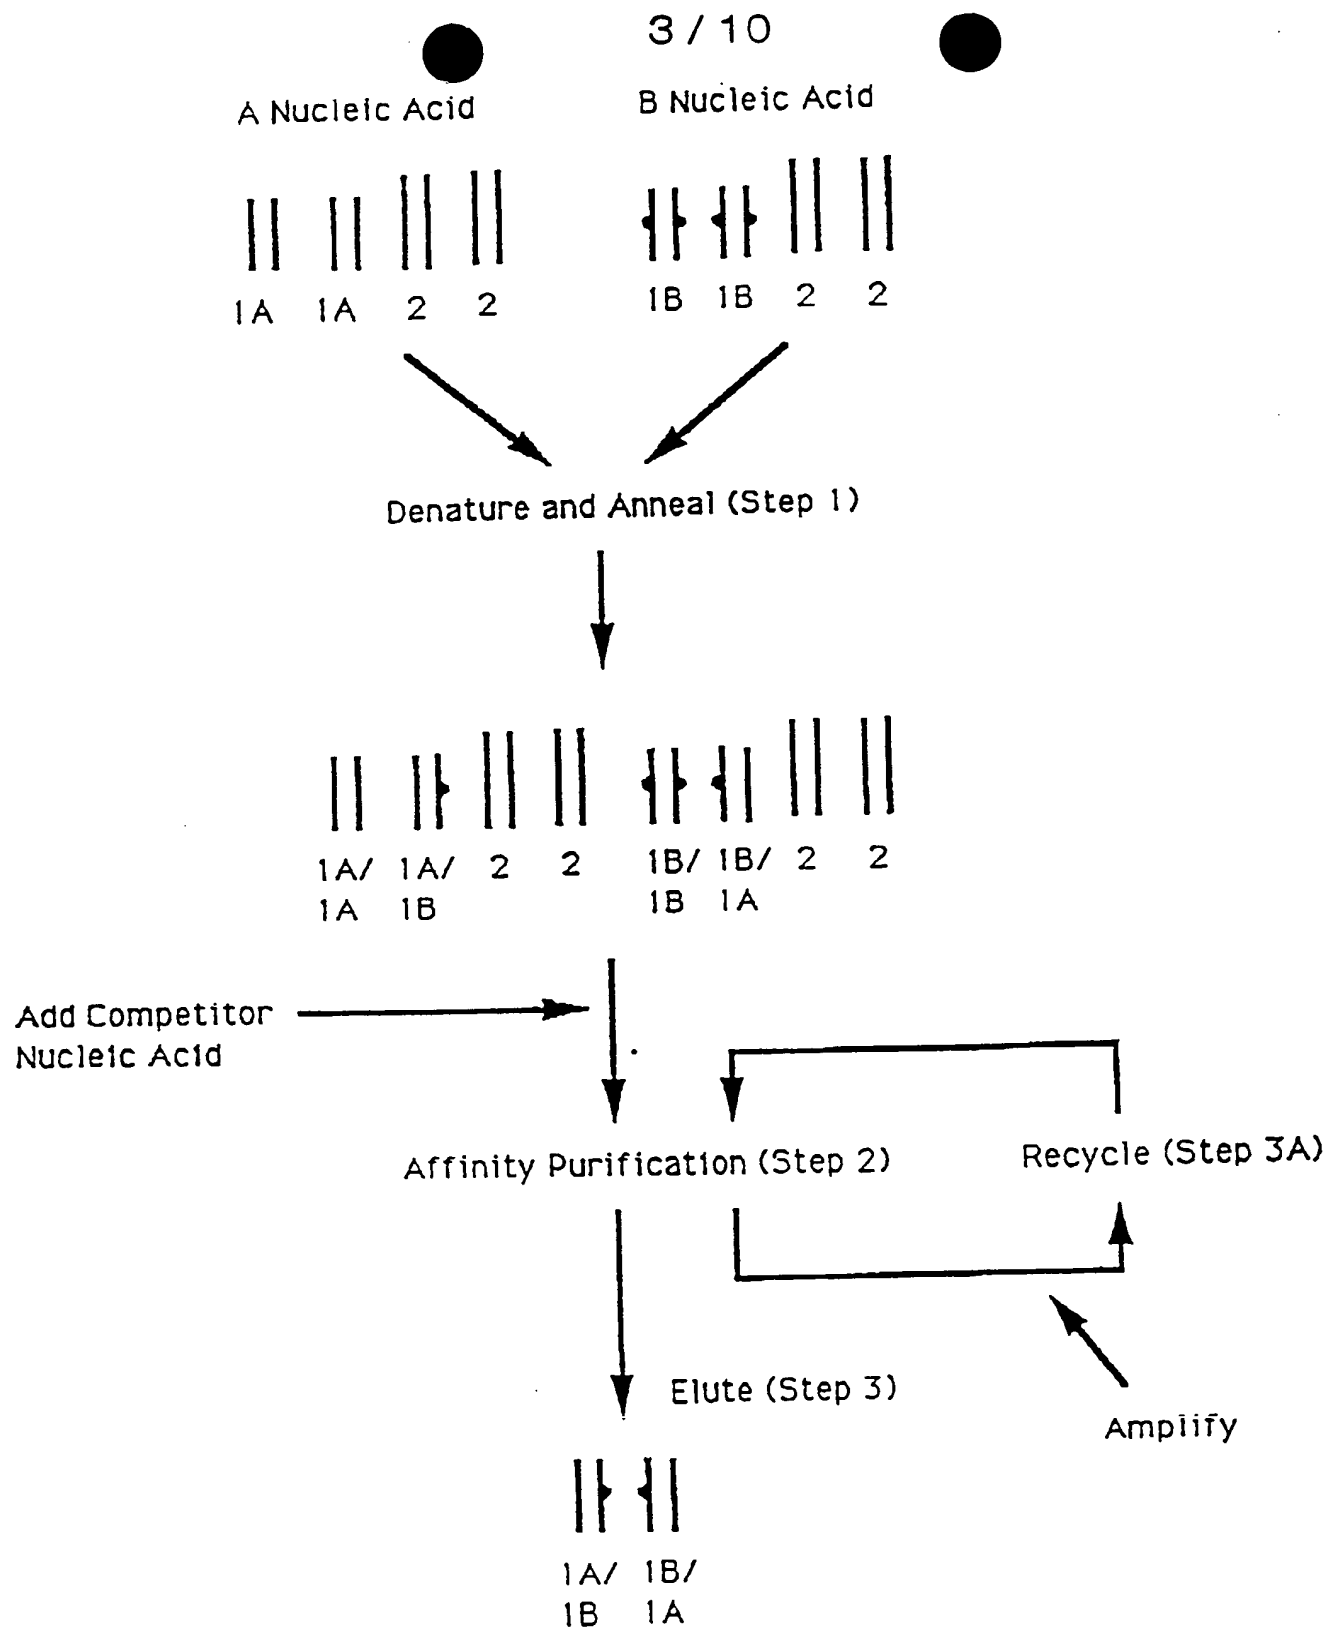 3/10
A Nucleic Acid
B Nucleic Acid
1A 1A 2 2
1B 1B 2 2
Denature and Anneal (Step 1)
1A/ 1A/ 2 2 1B/ 1B/ 2 2
1A 1B 1B 1A
Add Competitor
Nucleic Acid
Affinity Purification (Step 2)
Recycle (Step 3A)
Elute (Step 3)
Amplify
1A/ 1B/
1B 1A